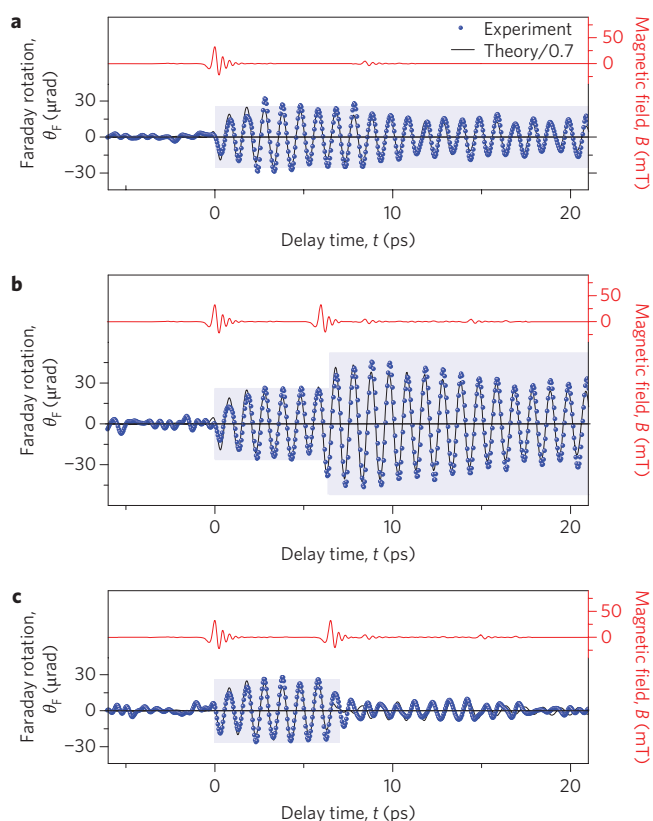 a
Experiment
Theory/0.7
50
0
Magnetic field, B (mT)
Faraday rotation, θF (μrad)
30
0
−30
0 10 20
Delay time, t (ps)
b
50
0
Magnetic field, B (mT)
Faraday rotation, θF (μrad)
30
0
−30
0 10 20
Delay time, t (ps)
c
50
0
Magnetic field, B (mT)
Faraday rotation, θF (μrad)
30
0
−30
0 10 20
Delay time, t (ps)